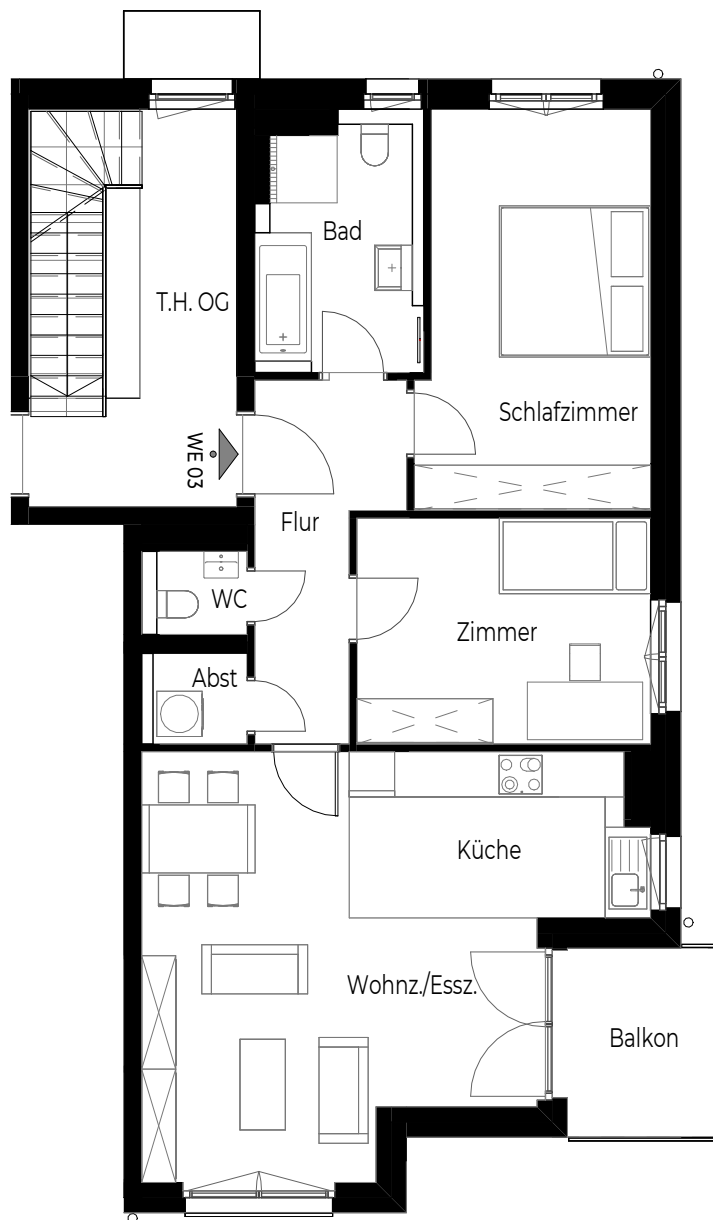 Bad
T.H. OG
Schlafzimmer
WE 03
Flur
WC
Zimmer
Abst
Küche
Wohnz./Essz.
Balkon